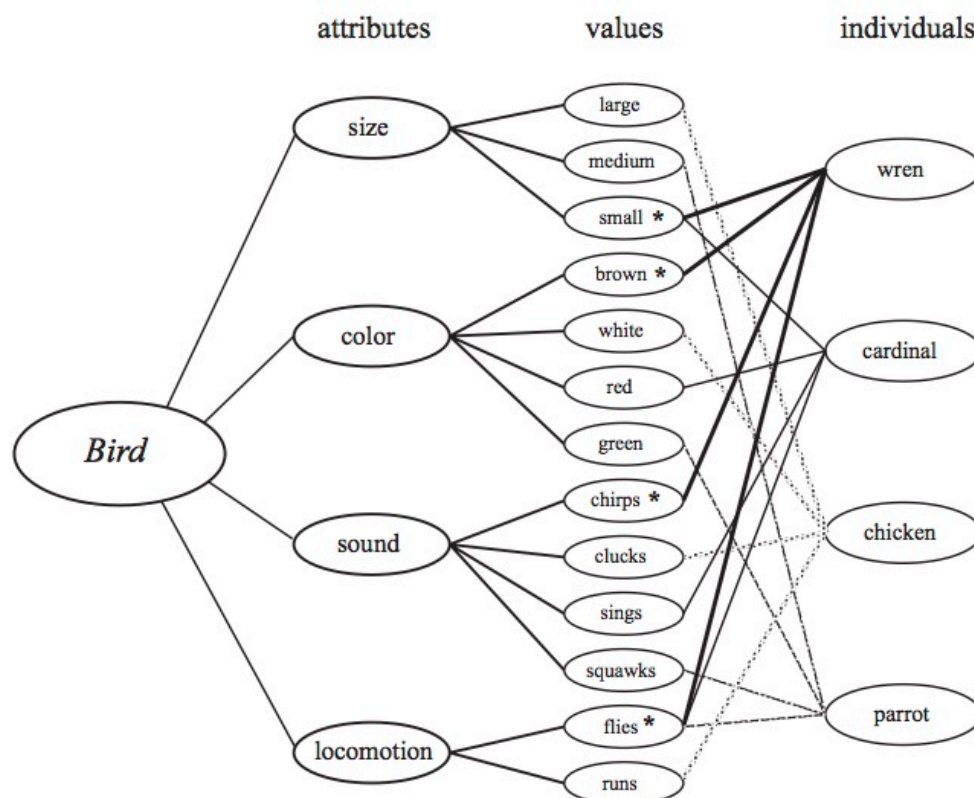 attributes values individuals
size
color
Bird
sound
locomotion
large
medium
small *
brown *
white
red
green
chirps *
clucks
sings
squawks
flies *
runs
wren
cardinal
chicken
parrot